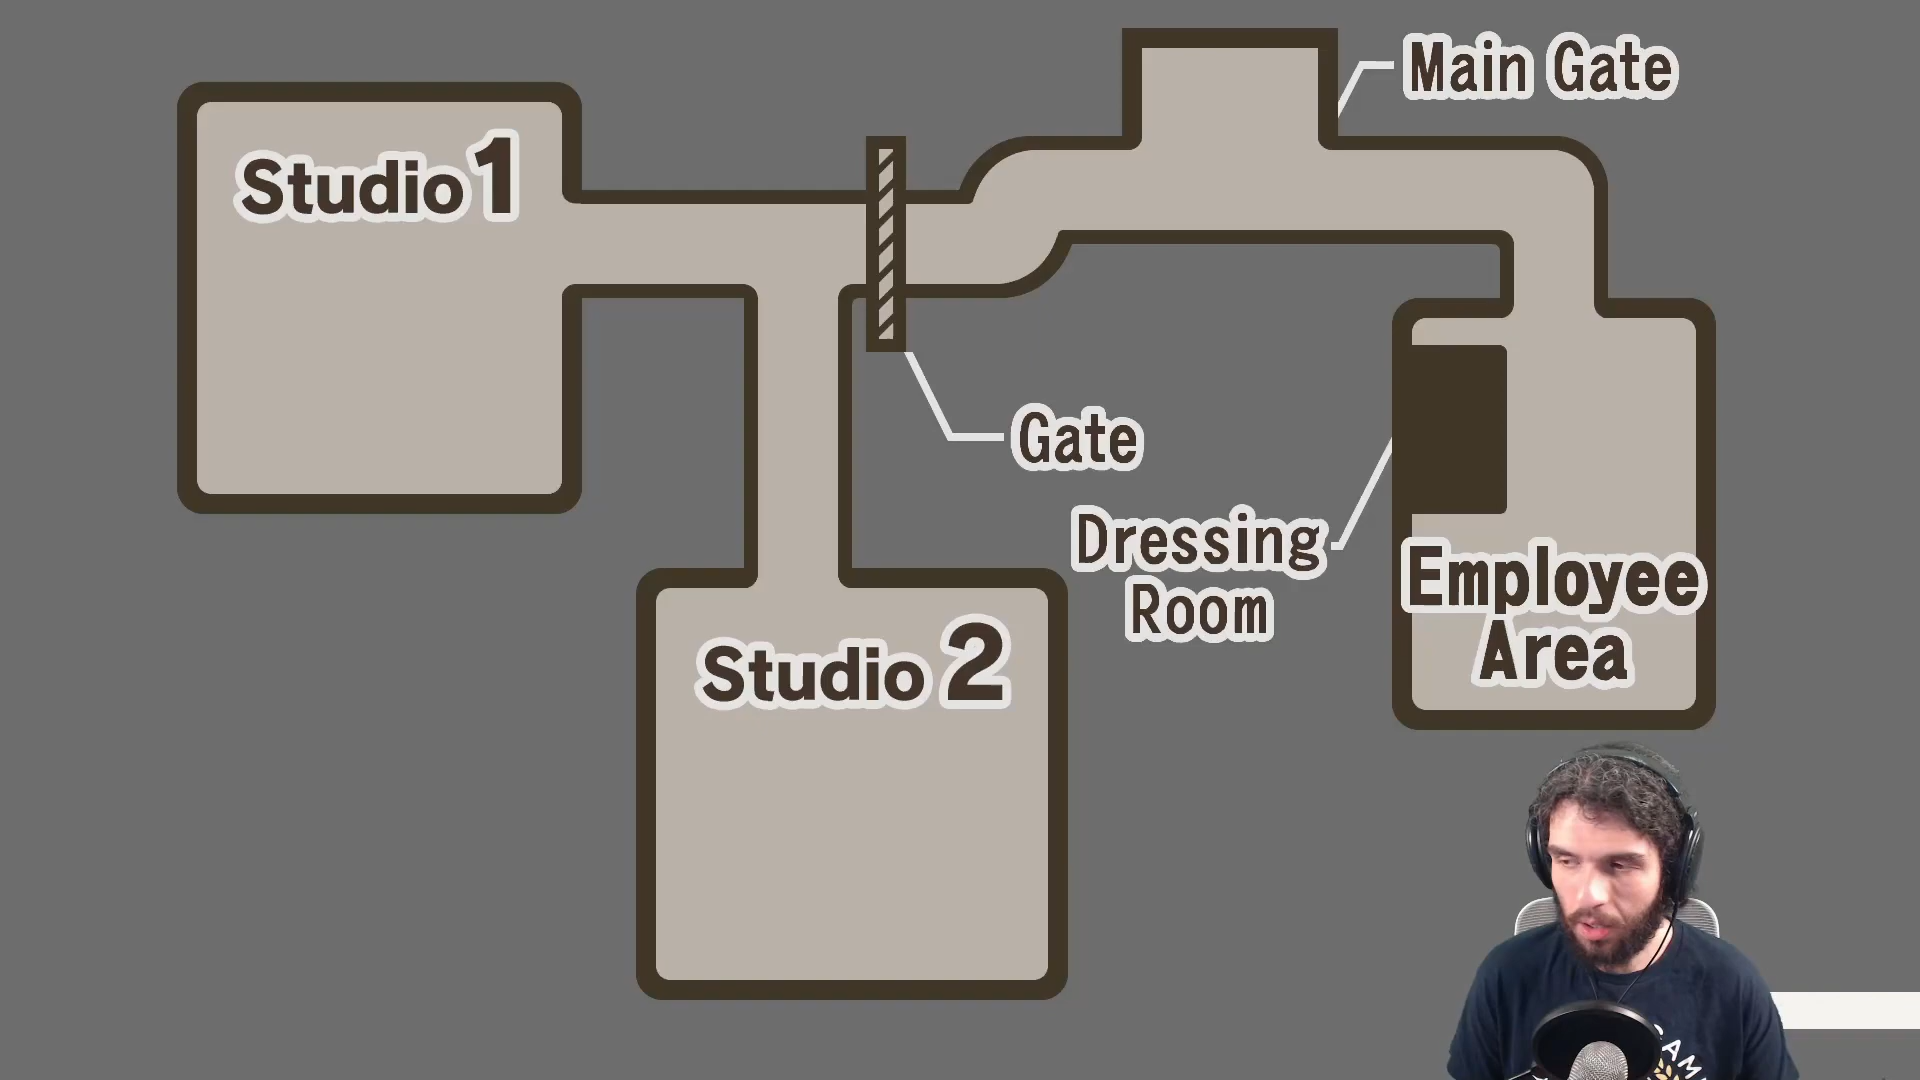 Main Gate
Studio 1
Gate
Dressing
Room
Employee
Area
Studio 2